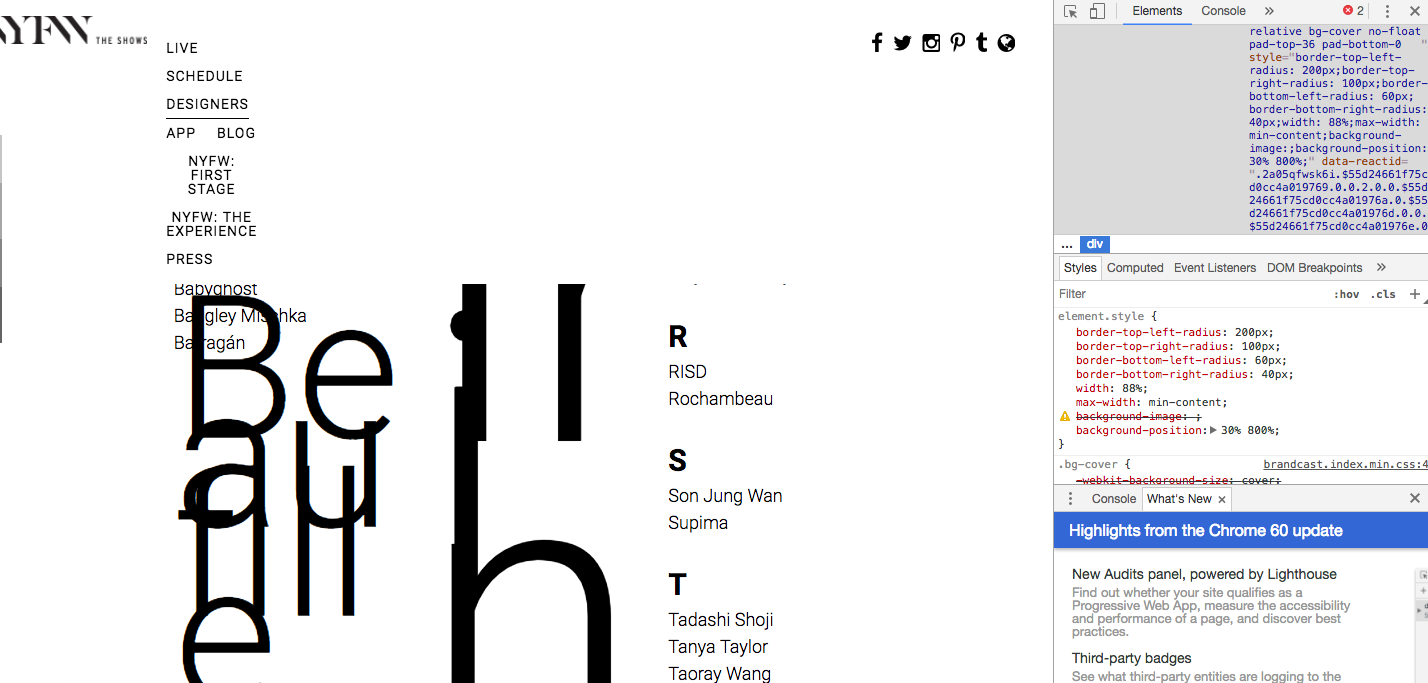 NYFW THE SHOWS
LIVE
SCHEDULE
DESIGNERS
APP BLOG
NYFW:
FIRST
STAGE
NYFW: THE
EXPERIENCE
PRESS
Babyghost
Badgley Mischka
Barragán
Be
au
e
h
R
RISD
Rochambeau
S
Son Jung Wan
Supima
T
Tadashi Shoji
Tanya Taylor
Taoray Wang
Elements Console » 2
relative bg-cover no-float
pad-top-36 pad-bottom-0 "
style="border-top-left-
radius: 200px;border-top-
right-radius: 100px;border-
bottom-left-radius: 60px;
border-bottom-right-radius:
40px;width: 88%;max-width:
min-content;background-
image:;background-position:
30% 800%;" data-reactid=
".2a05qfwsk6i.$55d24661f75c
d0cc4a019769.0.0.2.0.0.$55d
24661f75cd0cc4a01976a.0.$55
d24661f75cd0cc4a01976d.0.0.
$55d24661f75cd0cc4a01976e.0
... div
Styles Computed Event Listeners DOM Breakpoints »
Filter :hov .cls +
element.style {
border-top-left-radius: 200px;
border-top-right-radius: 100px;
border-bottom-left-radius: 60px;
border-bottom-right-radius: 40px;
width: 88%;
max-width: min-content;
background-image: ;
background-position: 30% 800%;
}
.bg-cover { brandcast.index.min.css:4
-webkit-background-size: cover;
Console What's New ×
Highlights from the Chrome 60 update
New Audits panel, powered by Lighthouse
Find out whether your site qualifies as a
Progressive Web App, measure the accessibility
and performance of a page, and discover best
practices.
Third-party badges
See what third-party entities are logging to the